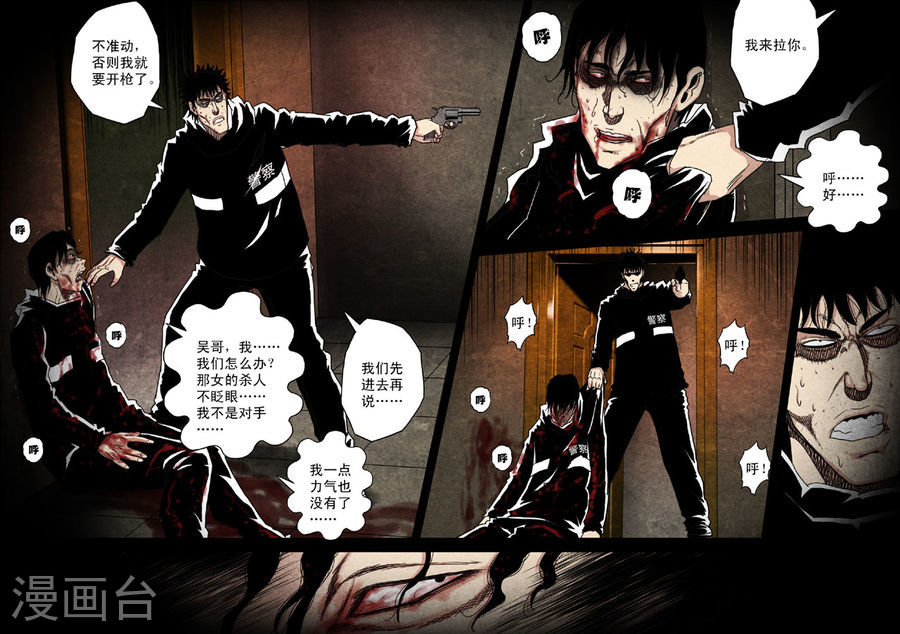 不准动，
否则我就
要开枪了。
警察
呼
呼
呼
吴哥，我……
我们怎么办？
那女的杀人
不眨眼……
我不是对手
……
我们先
进去再
说……
我一点
力气也
没有了
……
呼
呼
我来拉你。
呼
呼……
好……
呼！
警察
呼！
呼
警察
呼
呼！
漫画台